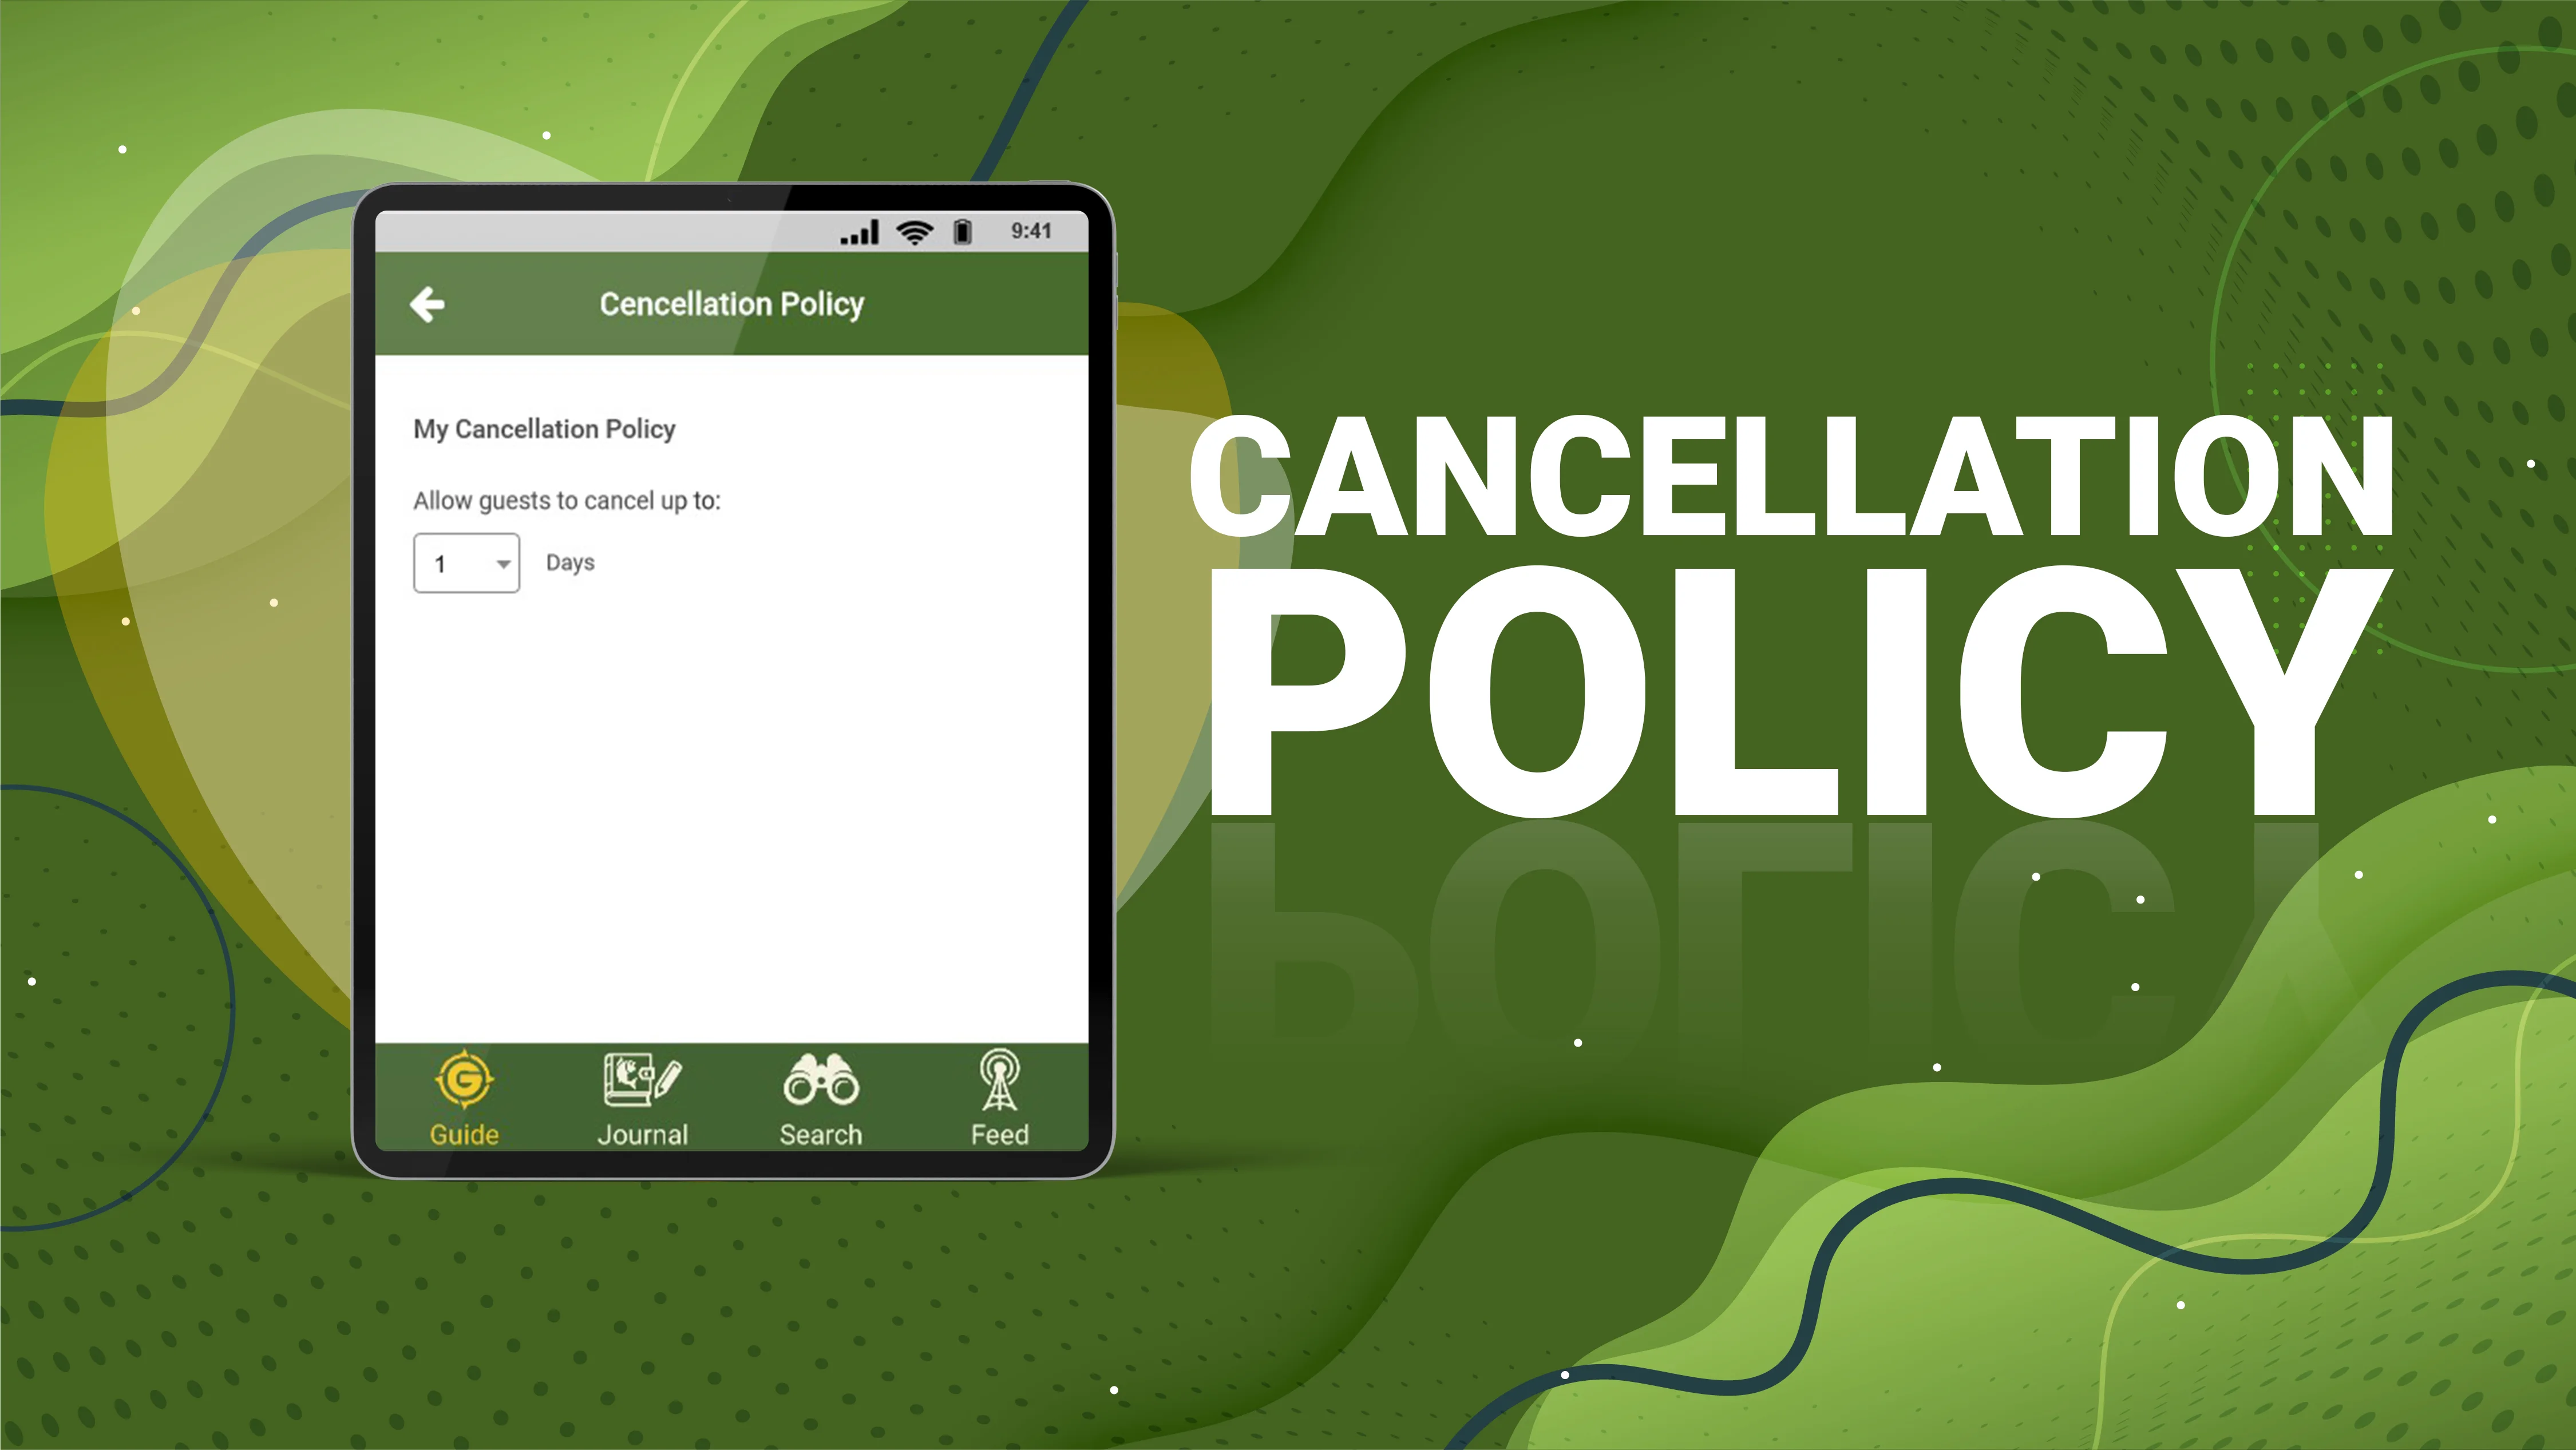 9:41
Cencellation Policy
My Cancellation Policy
Allow guests to cancel up to:
1 Days
Guide Journal Search Feed
CANCELLATION
POLICY